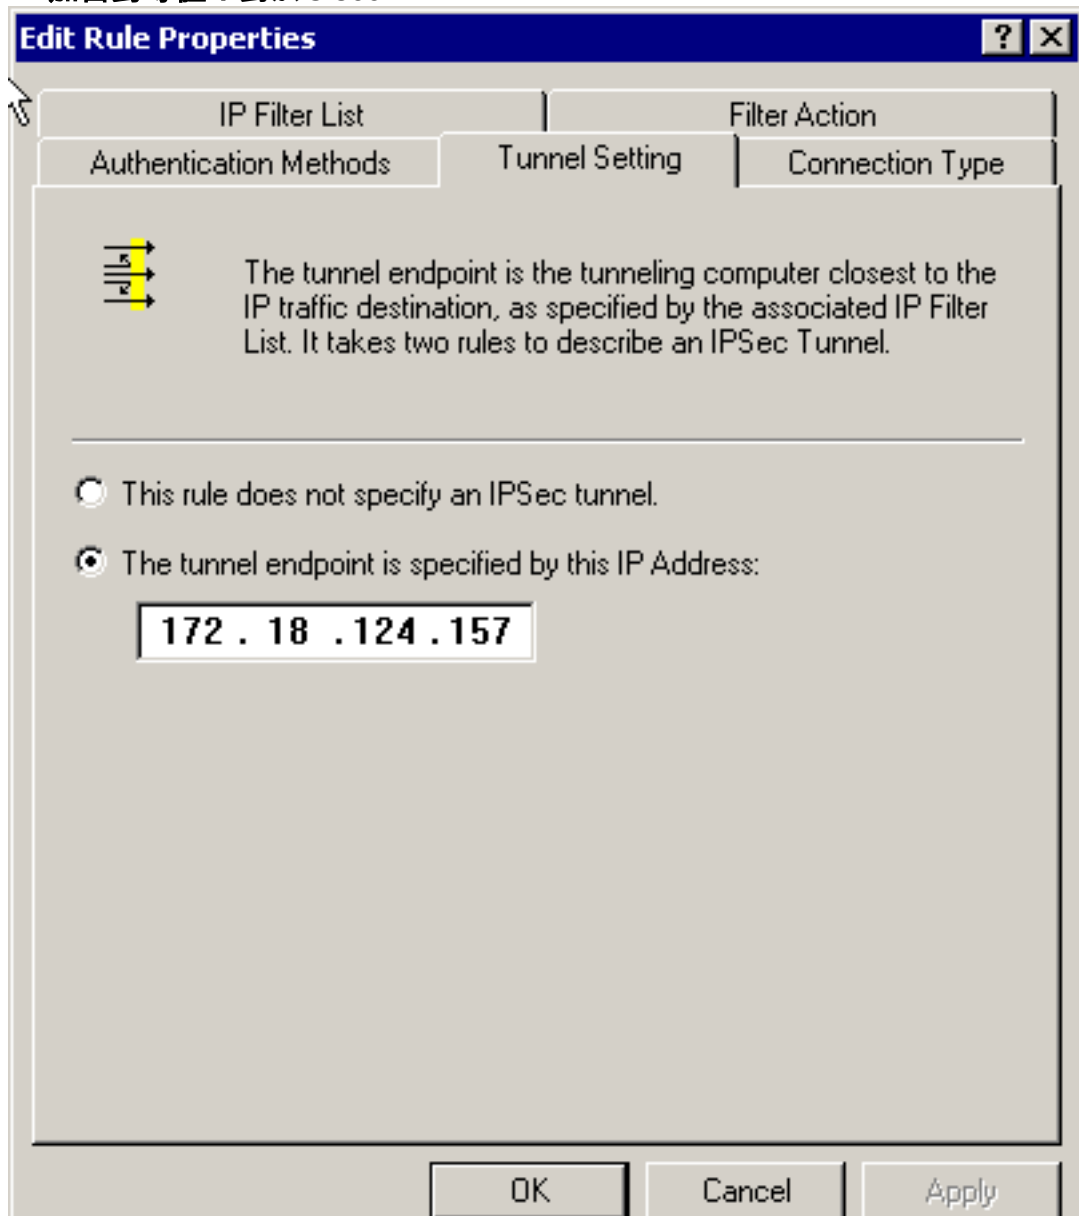 Edit Rule Properties
IP Filter List
Filter Action
Authentication Methods
Tunnel Setting
Connection Type
The tunnel endpoint is the tunneling computer closest to the
IP traffic destination, as specified by the associated IP Filter
List. It takes two rules to describe an IPSec Tunnel.
This rule does not specify an IPSec tunnel.
The tunnel endpoint is specified by this IP Address:
172 . 18 . 124 . 157
OK
Cancel
Apply